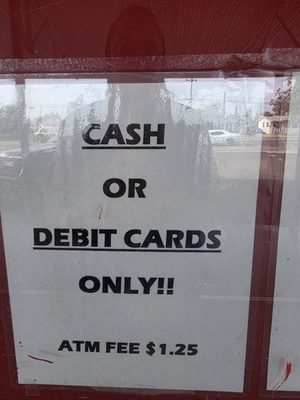 CASH
OR
DEBIT CARDS
ONLY!!
ATM FEE $1.25